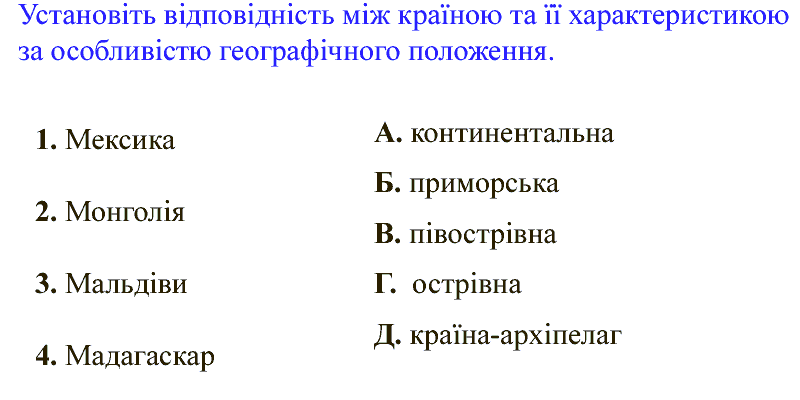 Установіть відповідність між країною та її характеристикою
за особливістю географічного положення.
1. Мексика
2. Монголія
3. Мальдіви
4. Мадагаскар
А. континентальна
Б. приморська
В. півострівна
Г. острівна
Д. країна-архіпелаг